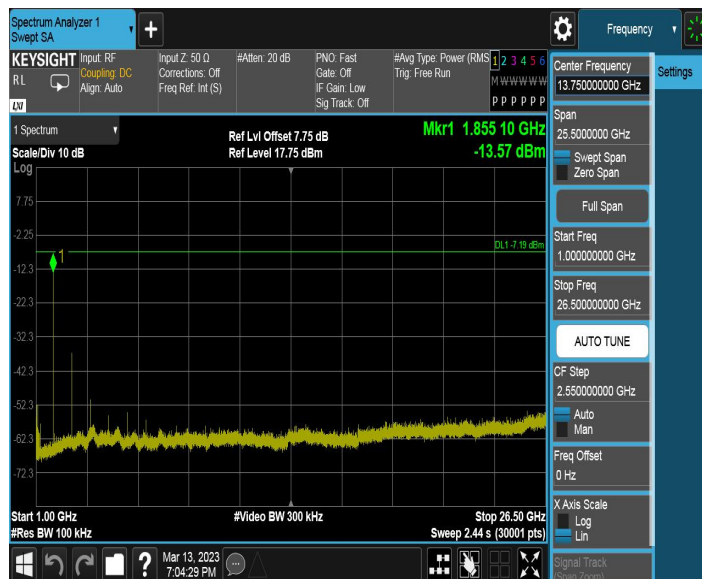 Spectrum Analyzer 1
Swept SA
+
Frequency
KEYSIGHT
RL
LXI
Input: RF
Coupling: DC
Align: Auto
Input Z: 50 Ω
Corrections: Off
Freq Ref: Int (S)
#Atten: 20 dB
PNO: Fast
Gate: Off
IF Gain: Low
Sig Track: Off
#Avg Type: Power (RMS
Trig: Free Run
1 2 3 4 5 6
M W W W W W
P P P P P P
Center Frequency
13.750000000 GHz
Settings
Span
25.5000000 GHz
Swept Span
Zero Span
Full Span
Start Freq
1.000000000 GHz
Stop Freq
26.500000000 GHz
AUTO TUNE
CF Step
2.550000000 GHz
Auto
Man
Freq Offset
0 Hz
X Axis Scale
Log
Lin
Signal Track
(Span Zoom)
1 Spectrum
Scale/Div 10 dB
Log
Ref Lvl Offset 7.75 dB
Ref Level 17.75 dBm
Mkr1 1.855 10 GHz
-13.57 dBm
7.75
-2.25
DL1 -7.19 dBm
1
-12.3
-22.3
-32.3
-42.3
-52.3
-62.3
-72.3
Start 1.00 GHz
#Res BW 100 kHz
#Video BW 300 kHz
Stop 26.50 GHz
Sweep 2.44 s (30001 pts)
?
Mar 13, 2023
7:04:29 PM